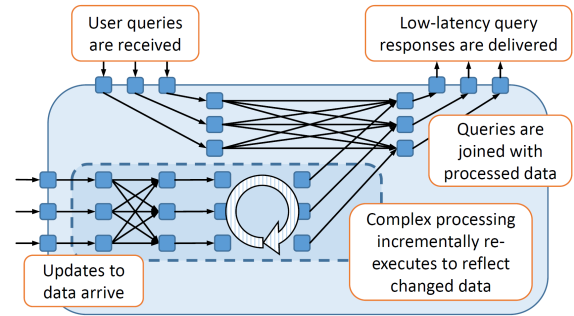 User queries
are received
Low-latency query
responses are delivered
Queries are
joined with
processed data
Complex processing
incrementally re-
executes to reflect
changed data
Updates to
data arrive